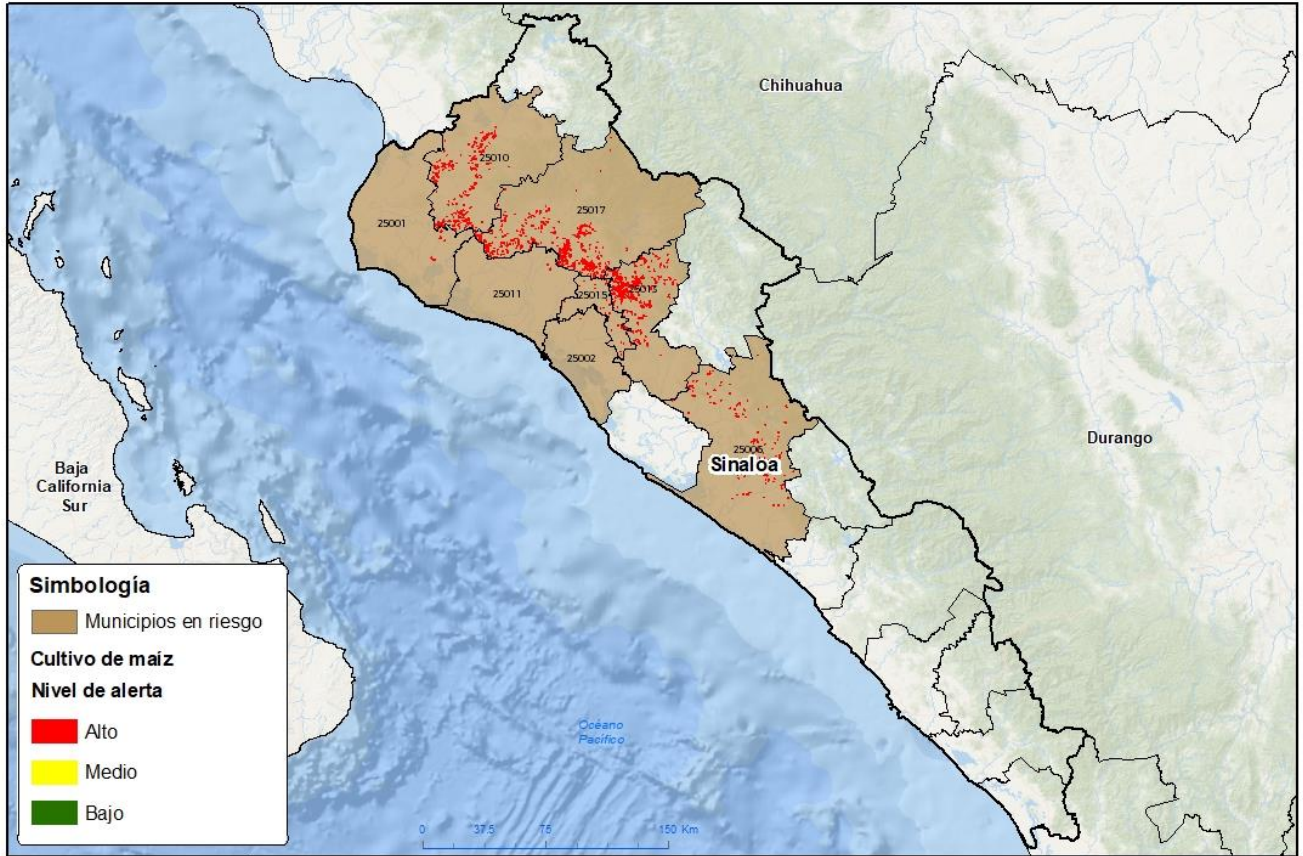 Chihuahua
25010
25017
25001
25011
25015
25013
25002
25006
Sinaloa
Durango
Baja
California
Sur
Océano
Pacífico
Simbología
Municipios en riesgo
Cultivo de maíz
Nivel de alerta
Alto
Medio
Bajo
0 37.5 75 150 Km